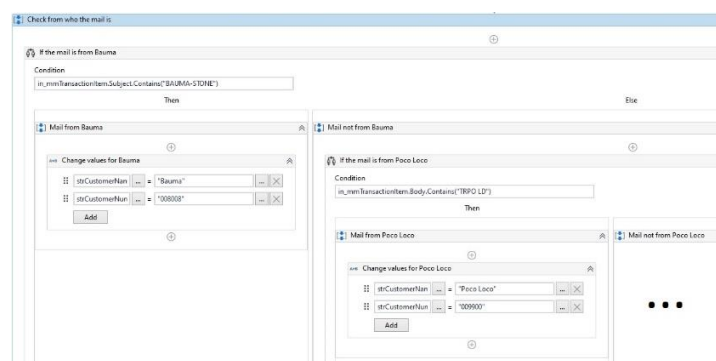 Check from who the mail is
If the mail is from Bauma
Condition
in_mmTransactionItem.Subject.Contains("BAUMA-STONE")
Then
Else
Mail from Bauma
Mail not from Bauma
Change values for Bauma
If the mail is from Poco Loco
strCustomerNan ... = "Bauma" ...
Condition
in_mmTransactionItem.Body.Contains("TRPO LD")
strCustomerNun ... = "008008" ...
Then
Add
Mail from Poco Loco
Mail not from Poco Loco
Change values for Poco Loco
strCustomerNan ... = "Poco Loco" ...
strCustomerNun ... = "009900" ...
Add
...